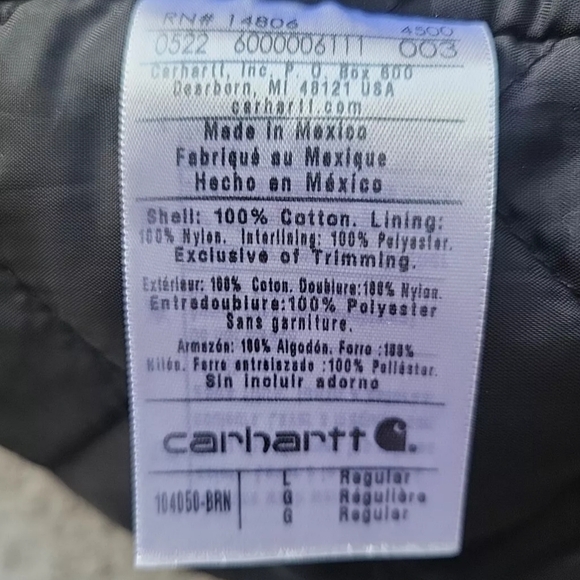 RN# 14806 4500
0522 6000006111 003
Carhartt, Inc. P. O. Box 600
Dearborn, MI 48121 USA
carhartt.com
Made in Mexico
Fabriqué au Mexique
Hecho en México
Shell: 100% Cotton. Lining:
100% Nylon. Interlining: 100% Polyester.
Exclusive of Trimming.
Extérieur: 100% Coton. Doublure:100% Nylon.
Entredoublure:100% Polyester
Sans garniture.
Armazón: 100% Algodón. Forro :100%
Nilón. Forro entrelazado :100% Poliéster.
Sin incluir adorno
carhartt
104050-BRN L Regular
G Régulière
G Regular